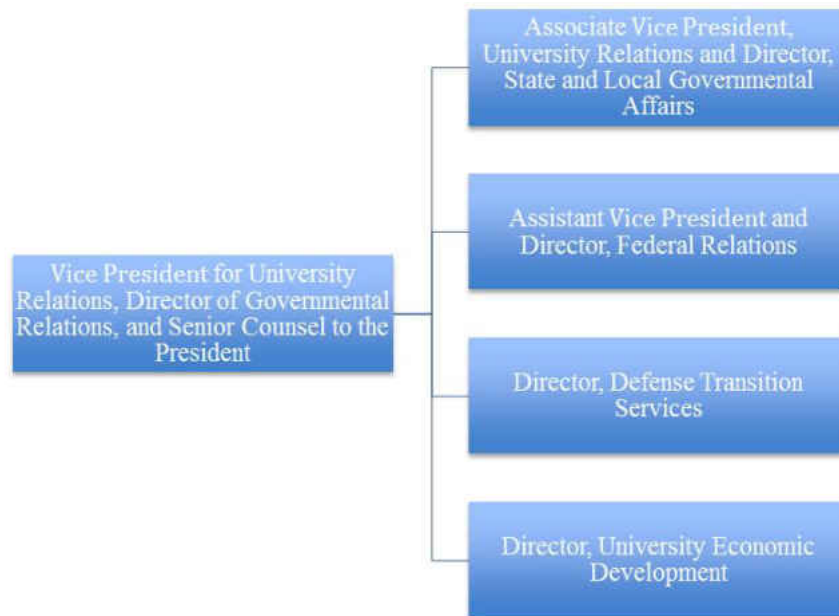 Associate Vice President,
University Relations and Director,
State and Local Governmental
Affairs
Assistant Vice President and
Director, Federal Relations
Vice President for University
Relations, Director of Governmental
Relations, and Senior Counsel to the
President
Director, Defense Transition
Services
Director, University Economic
Development